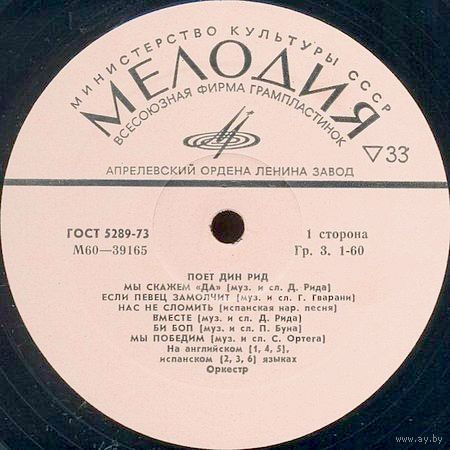 МИНИСТЕРСТВО КУЛЬТУРЫ СССР
МЕЛОДИЯ
ВСЕСОЮЗНАЯ ФИРМА ГРАМПЛАСТИНОК
▽33
АПРЕЛЕВСКИЙ ОРДЕНА ЛЕНИНА ЗАВОД
ГОСТ 5289-73
М60—39165
1 сторона
Гр. 3. 1-60
ПОЕТ ДИН РИД
МЫ СКАЖЕМ «ДА» [муз. и сл. Д. Рида]
ЕСЛИ ПЕВЕЦ ЗАМОЛЧИТ [муз. и сл. Г. Гварани]
НАС НЕ СЛОМИТЬ [испанская нар. песня]
ВМЕСТЕ [муз. и сл. Д. Рида]
БИ БОП [муз. и сл. П. Буна]
МЫ ПОБЕДИМ [муз. и сл. С. Ортега]
На английском [1, 4, 5],
испанском [2, 3, 6] языках
Оркестр
www.ay.by